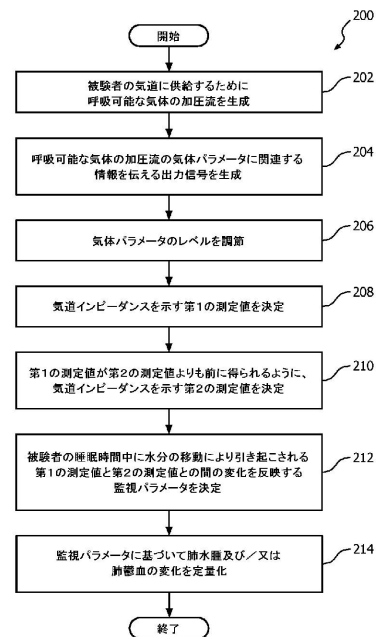 200
開始
被験者の気道に供給するために
呼吸可能な気体の加圧流を生成
202
呼吸可能な気体の加圧流の気体パラメータに関連する
情報を伝える出力信号を生成
204
気体パラメータのレベルを調節
206
気道インピーダンスを示す第1の測定値を決定
208
第1の測定値が第2の測定値よりも前に得られるように、
気道インピーダンスを示す第2の測定値を決定
210
被験者の睡眠時間中に水分の移動により引き起こされる
第1の測定値と第2の測定値との間の変化を反映する
監視パラメータを決定
212
監視パラメータに基づいて肺水腫及び/又は
肺鬱血の変化を定量化
214
終了